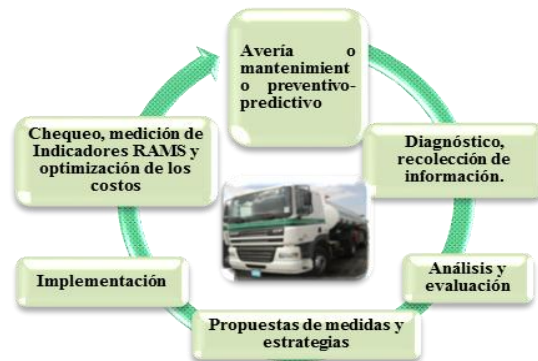 Avería o
mantenimient
o preventivo-
predictivo
Diagnóstico,
recolección de
información.
Análisis y
evaluación
Propuestas de medidas y
estrategias
Implementación
Chequeo, medición de
Indicadores RAMS y
optimización de los
costos